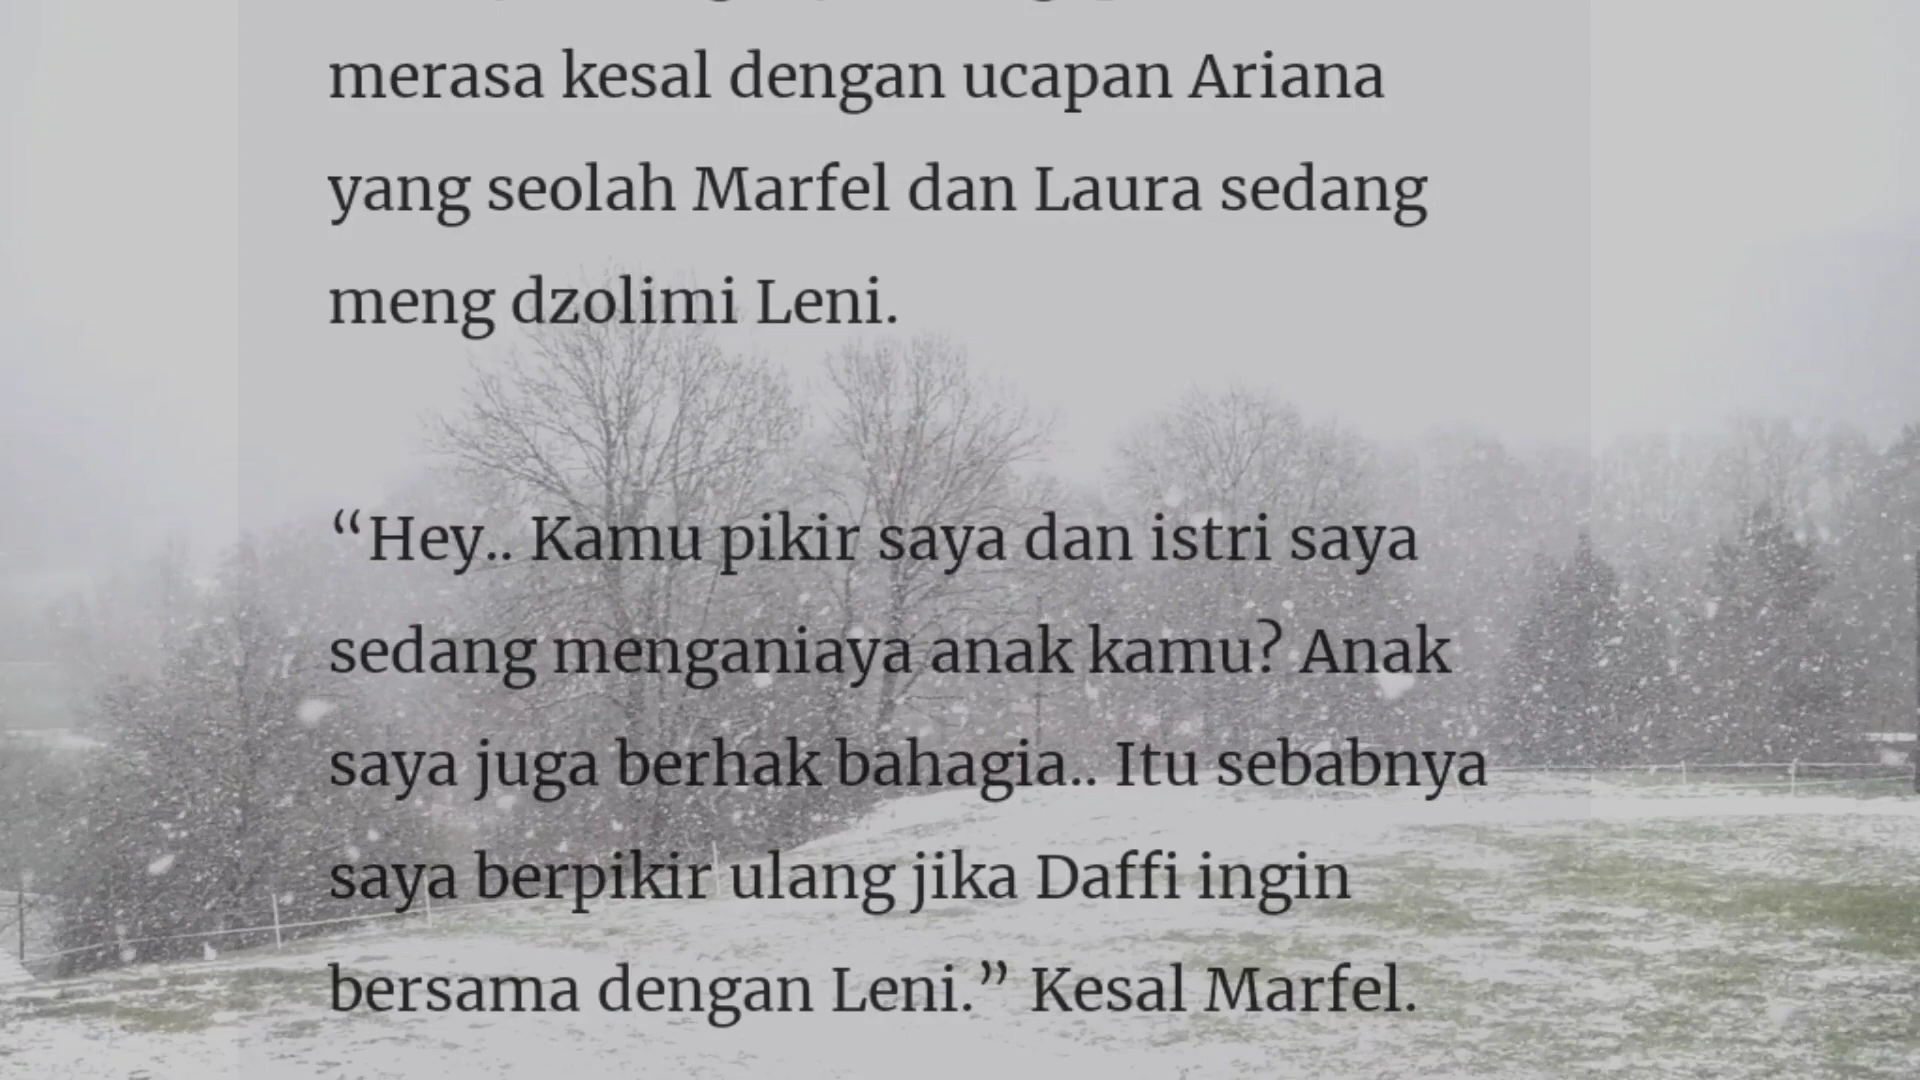 merasa kesal dengan ucapan Ariana
yang seolah Marfel dan Laura sedang
meng dzolimi Leni.
“Hey.. Kamu pikir saya dan istri saya
sedang menganiaya anak kamu? Anak
saya juga berhak bahagia.. Itu sebabnya
saya berpikir ulang jika Daffi ingin
bersama dengan Leni.” Kesal Marfel.